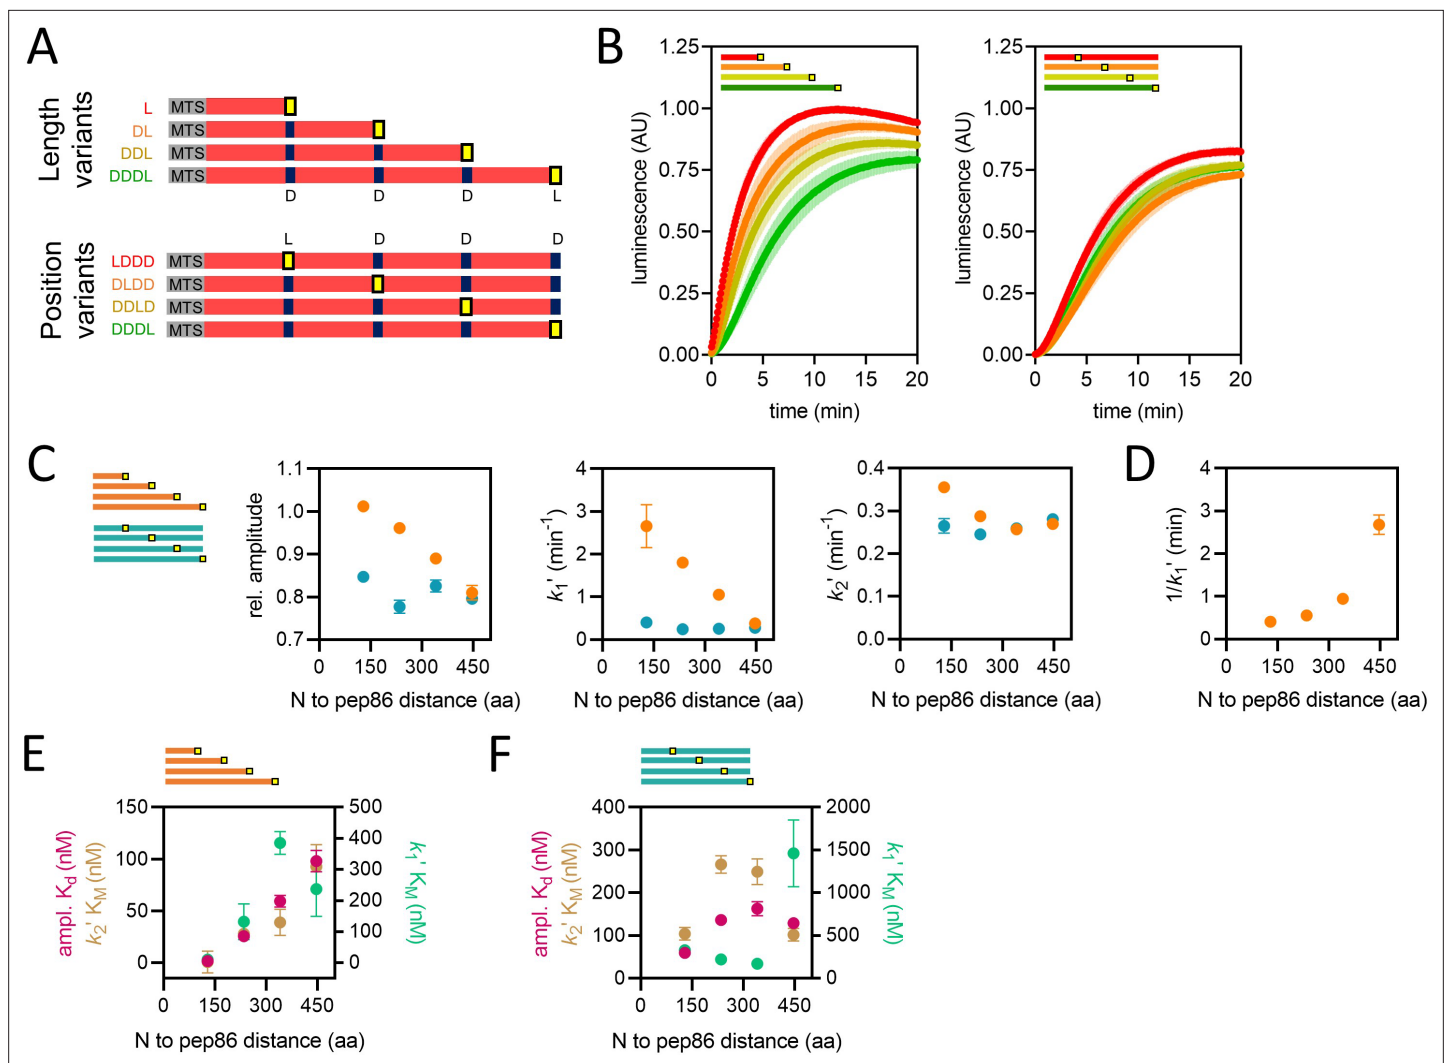 A
Length
variants
L MTS
DL MTS
DDL MTS
DDDL MTS
D D D L
Position
variants
L D D D
LDDD MTS
DLDD MTS
DDLD MTS
DDDL MTS
B
luminescence (AU)
1.25
1.00
0.75
0.50
0.25
0.00
0 5 10 15 20
time (min)
luminescence (AU)
1.25
1.00
0.75
0.50
0.25
0.00
0 5 10 15 20
time (min)
C
rel. amplitude
1.1
1.0
0.9
0.8
0.7
0 150 300 450
N to pep86 distance (aa)
k1' (min-1)
4
3
2
1
0
0 150 300 450
N to pep86 distance (aa)
k2' (min-1)
0.4
0.3
0.2
0.1
0.0
0 150 300 450
N to pep86 distance (aa)
D
1/k1' (min)
4
3
2
1
0
0 150 300 450
N to pep86 distance (aa)
E
ampl. Kd (nM)
k2' KM (nM)
150
100
50
0
500
400
300
200
100
0
k1' KM (nM)
0 150 300 450
N to pep86 distance (aa)
F
ampl. Kd (nM)
k2' KM (nM)
400
300
200
100
0
2000
1500
1000
500
0
k1' KM (nM)
0 150 300 450
N to pep86 distance (aa)